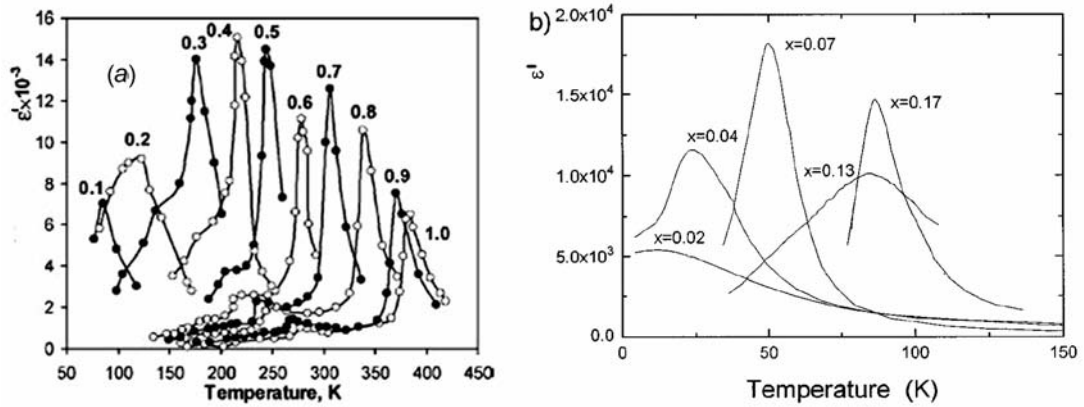 (a)
ε'×10⁻³
16
14
12
10
8
6
4
2
0
0.1
0.2
0.3
0.4
0.5
0.6
0.7
0.8
0.9
1.0
50 100 150 200 250 300 350 400 450
Temperature, K
b)
ε'
2.0x10⁴
1.5x10⁴
1.0x10⁴
5.0x10³
0.0
x=0.07
x=0.17
x=0.04
x=0.13
x=0.02
0 50 100 150
Temperature (K)